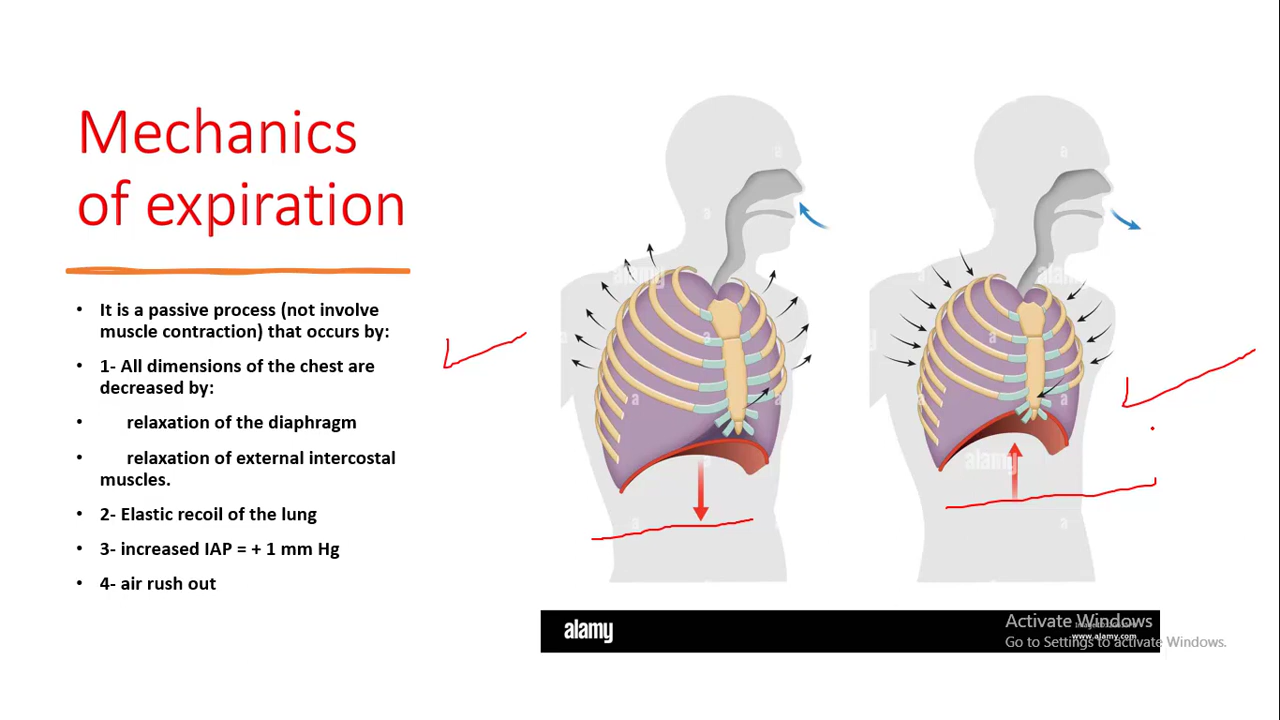 Mechanics
of expiration
• It is a passive process (not involve
muscle contraction) that occurs by:
• 1- All dimensions of the chest are
decreased by:
• relaxation of the diaphragm
• relaxation of external intercostal
muscles.
• 2- Elastic recoil of the lung
• 3- increased IAP = + 1 mm Hg
• 4- air rush out
a
a
a
a
alamy
alamy
a
a
a
a
a
a
alamy
a
a
alamy
Activate Windows
www.alamy.com
Go to Settings to activate Windows.